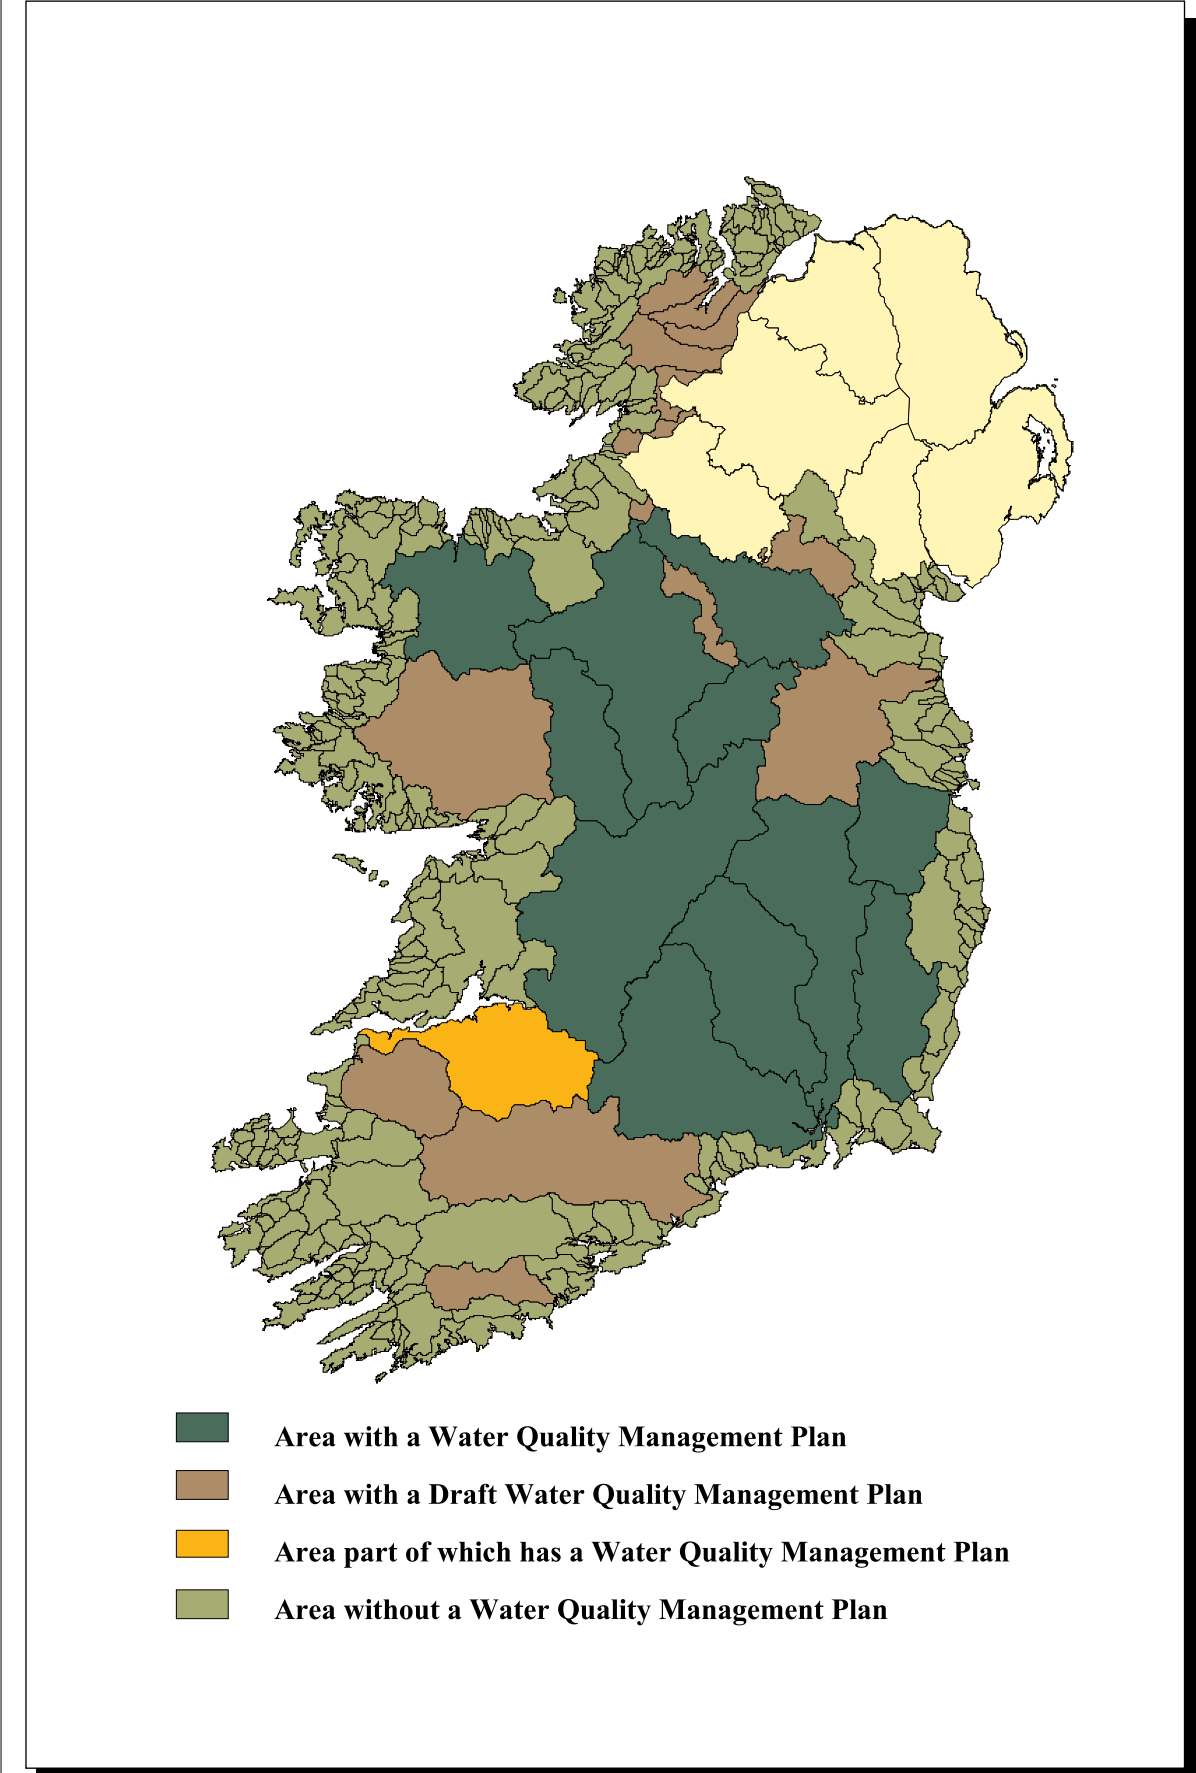 Area with a Water Quality Management Plan
Area with a Draft Water Quality Management Plan
Area part of which has a Water Quality Management Plan
Area without a Water Quality Management Plan